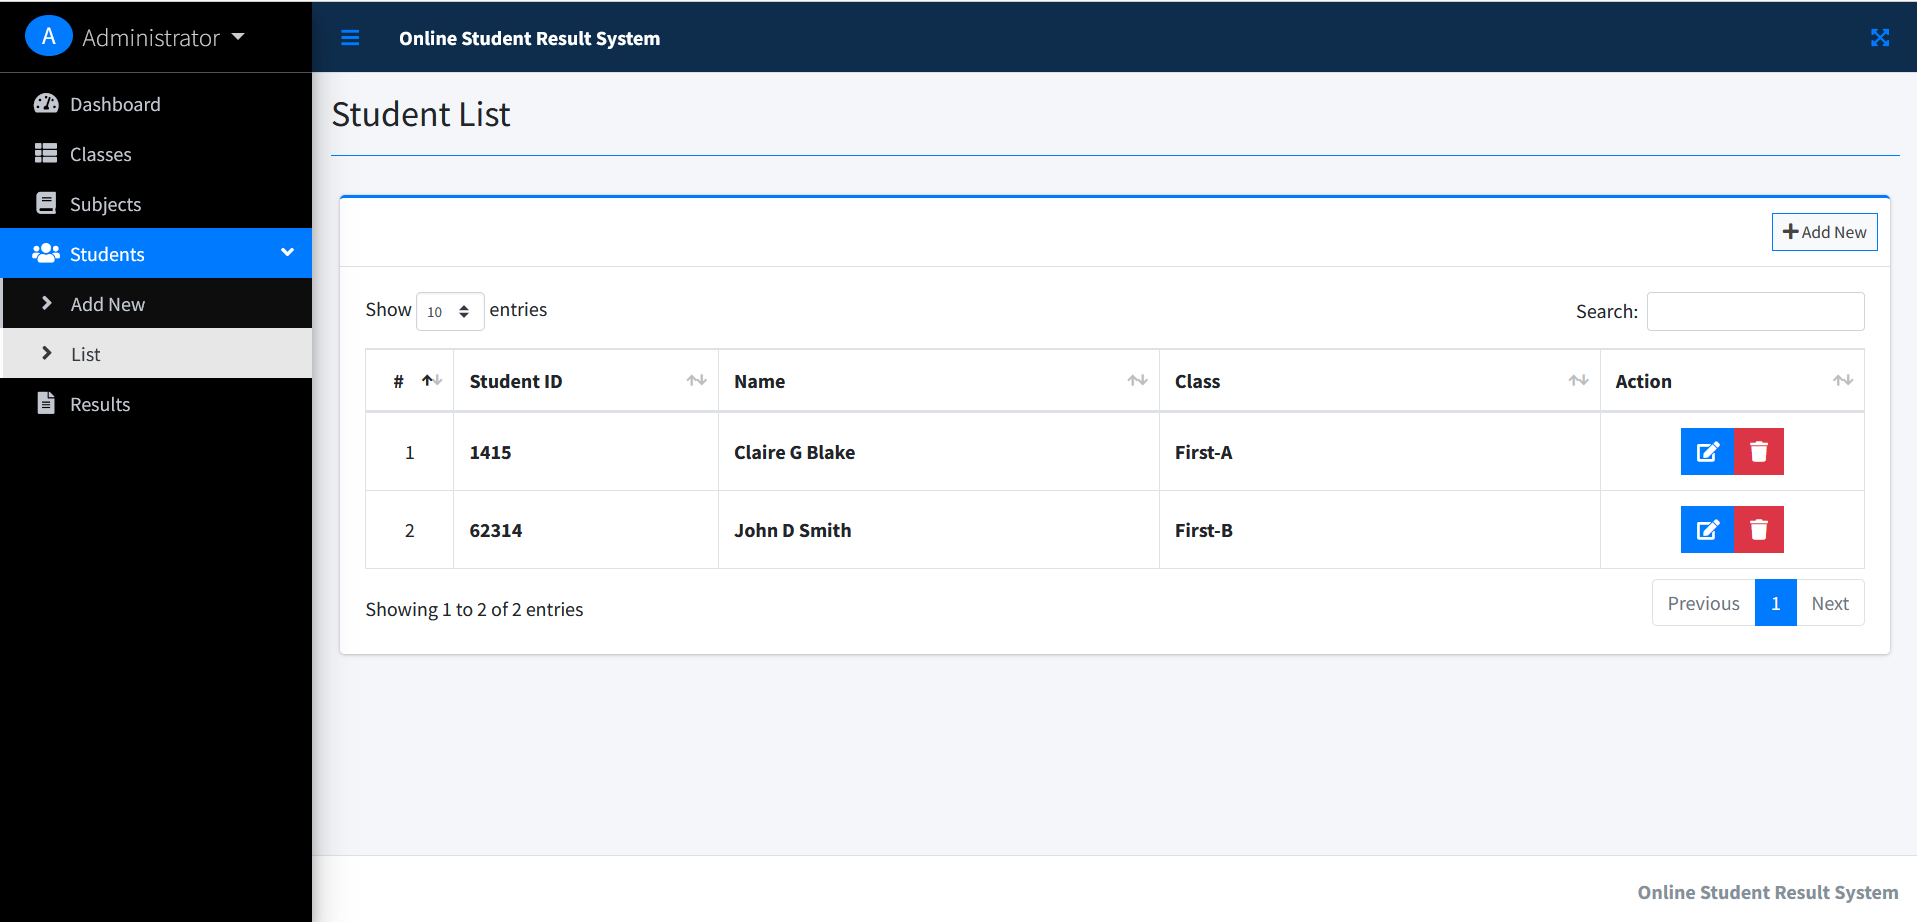 A Administrator
Online Student Result System
Dashboard
Classes
Subjects
Students
Add New
List
Results
Student List
Add New
Show 10 entries
Search:
# Student ID Name Class Action
1 1415 Claire G Blake First-A
2 62314 John D Smith First-B
Showing 1 to 2 of 2 entries
Previous 1 Next
Online Student Result System